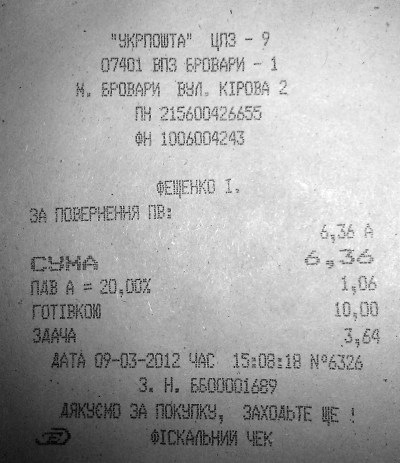 "УКРПОШТА" ЦПЗ - 9
07401 ВПЗ БРОВАРИ - 1
М. БРОВАРИ ВУЛ. КІРОВА 2
ПН 215600426655
ФН 1006004243
ФЕЩЕНКО І.
ЗА ПОВЕРНЕННЯ ПВ:
6,36 А
СУМА 6,36
ПДВ А = 20,00% 1,06
ГОТІВКОЮ 10,00
ЗДАЧА 3,64
ДАТА 09-03-2012 ЧАС 15:08:18 №6326
З. Н. ББ00001689
ДЯКУЄМО ЗА ПОКУПКУ, ЗАХОДЬТЕ ЩЕ !
ФІСКАЛЬНИЙ ЧЕК